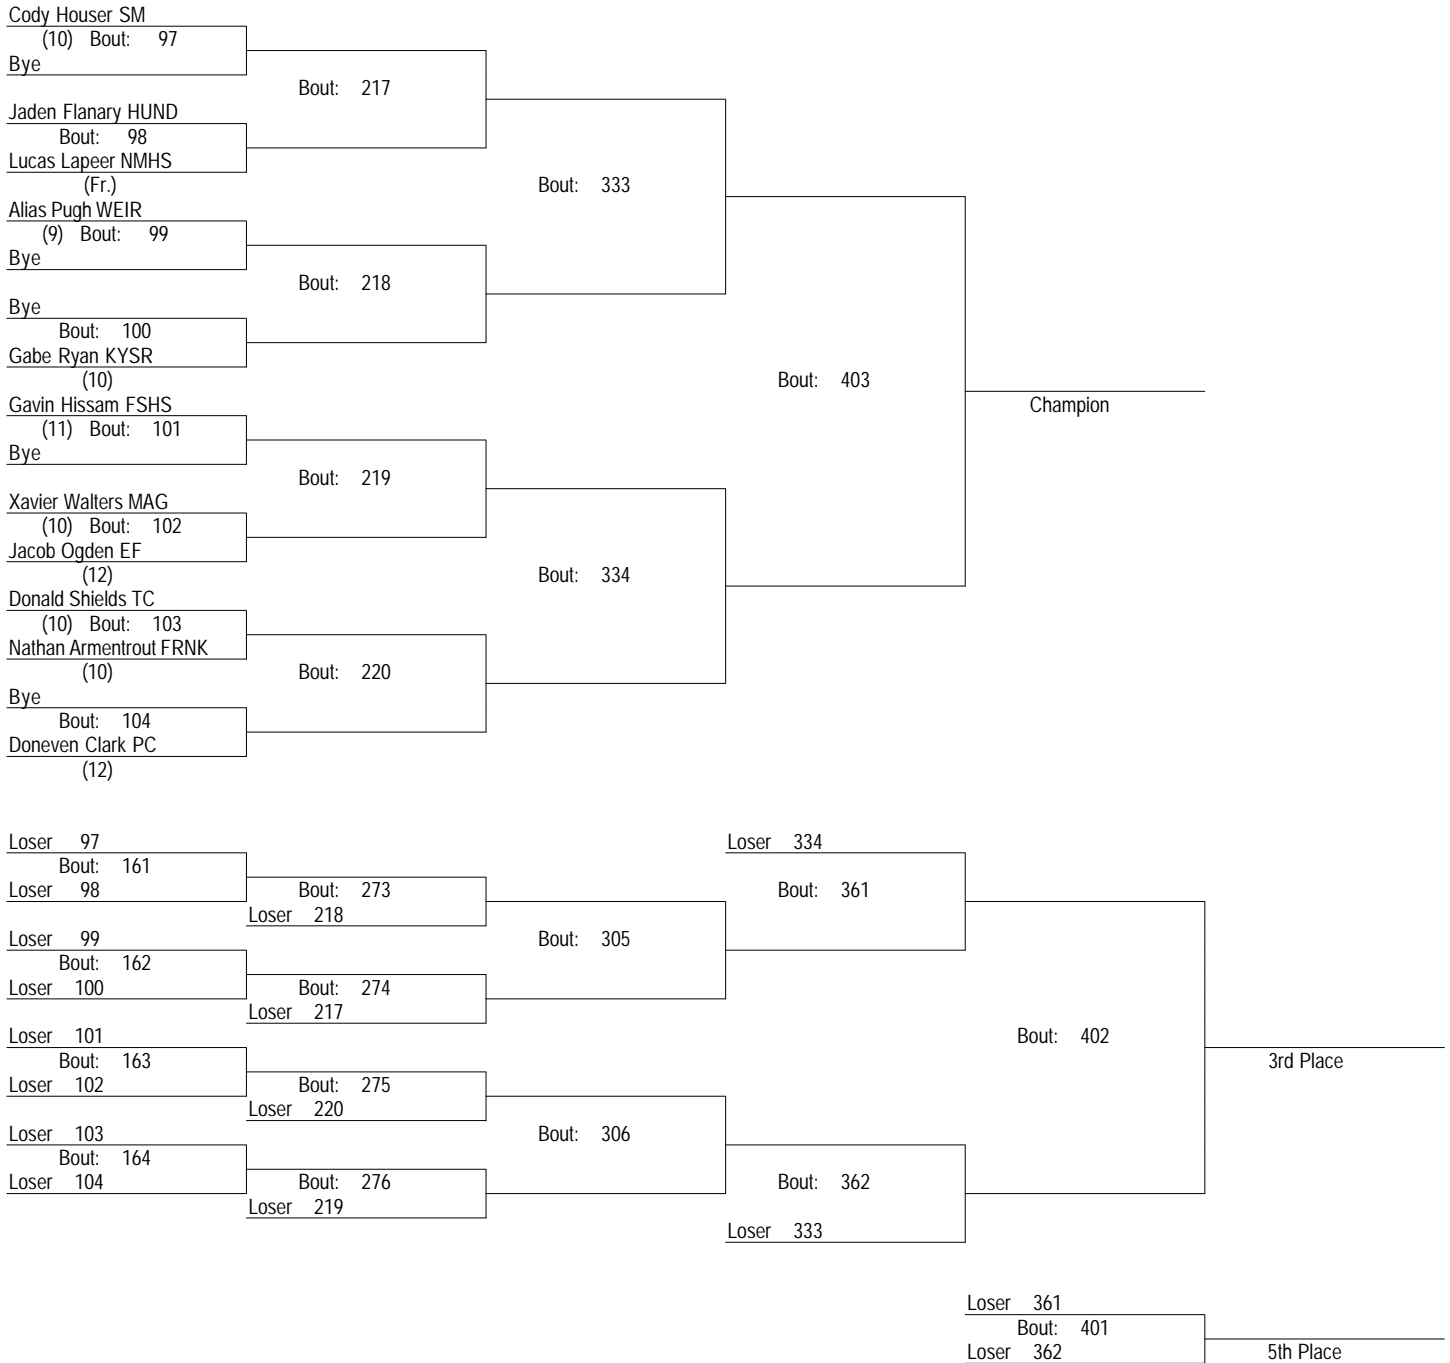 Cody Houser SM
(10) Bout: 97
Bye
Bout: 217
Jaden Flanary HUND
Bout: 98
Lucas Lapeer NMHS
(Fr.)
Bout: 333
Alias Pugh WEIR
(9) Bout: 99
Bye
Bout: 218
Bye
Bout: 100
Gabe Ryan KYSR
(10)
Bout: 403
Champion
Gavin Hissam FSHS
(11) Bout: 101
Bye
Bout: 219
Xavier Walters MAG
(10) Bout: 102
Jacob Ogden EF
(12)
Bout: 334
Donald Shields TC
(10) Bout: 103
Nathan Armentrout FRNK
(10)
Bout: 220
Bye
Bout: 104
Doneven Clark PC
(12)
Loser 97
Bout: 161
Loser 98
Bout: 273
Loser 218
Loser 334
Bout: 361
Loser 99
Bout: 162
Loser 100
Bout: 305
Bout: 274
Loser 217
Loser 101
Bout: 163
Loser 102
Bout: 402
3rd Place
Bout: 275
Loser 220
Loser 103
Bout: 164
Loser 104
Bout: 306
Bout: 276
Loser 219
Bout: 362
Loser 333
Loser 361
Bout: 401
Loser 362
5th Place